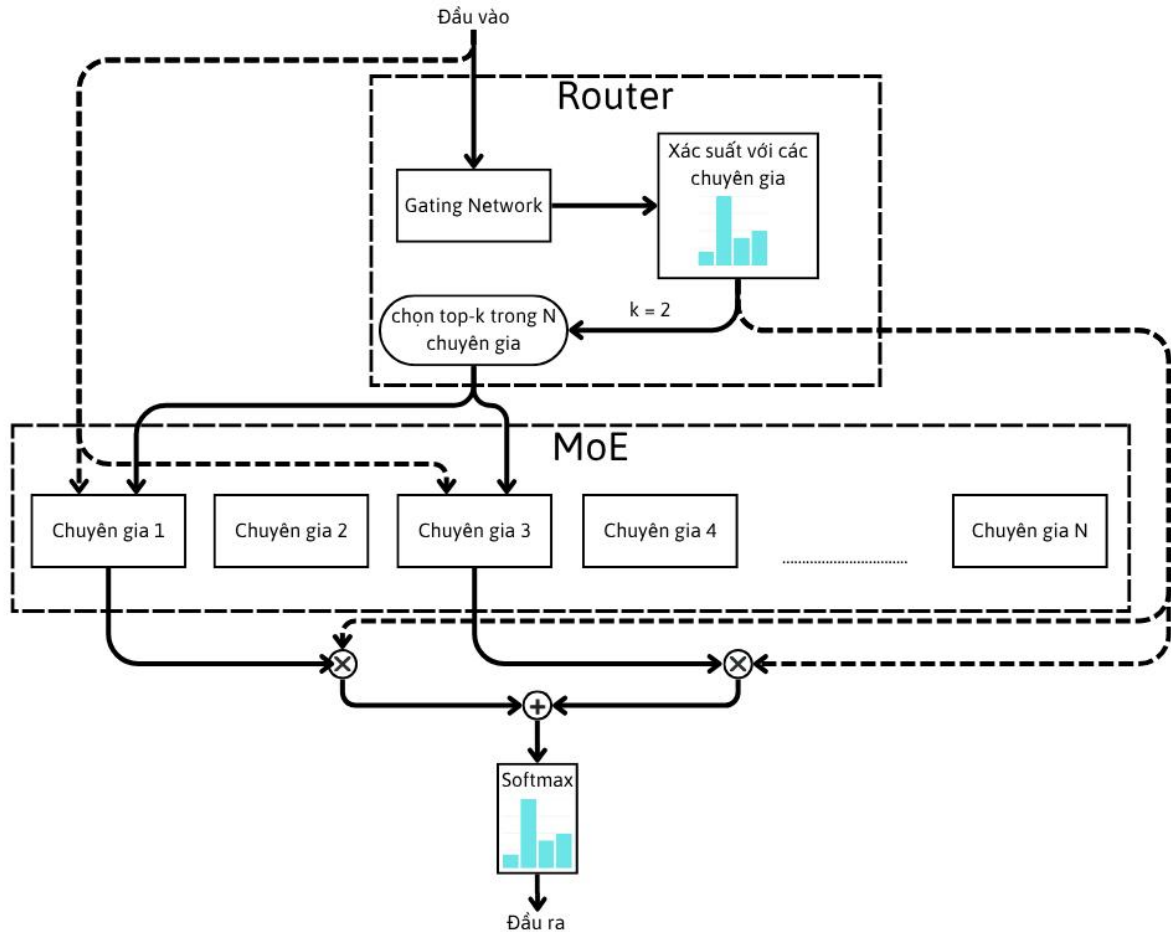 Đầu vào
Router
Xác suất với các
chuyên gia
Gating Network
k = 2
chọn top-k trong N
chuyên gia
MoE
Chuyên gia 1
Chuyên gia 2
Chuyên gia 3
Chuyên gia 4
Chuyên gia N
Softmax
Đầu ra